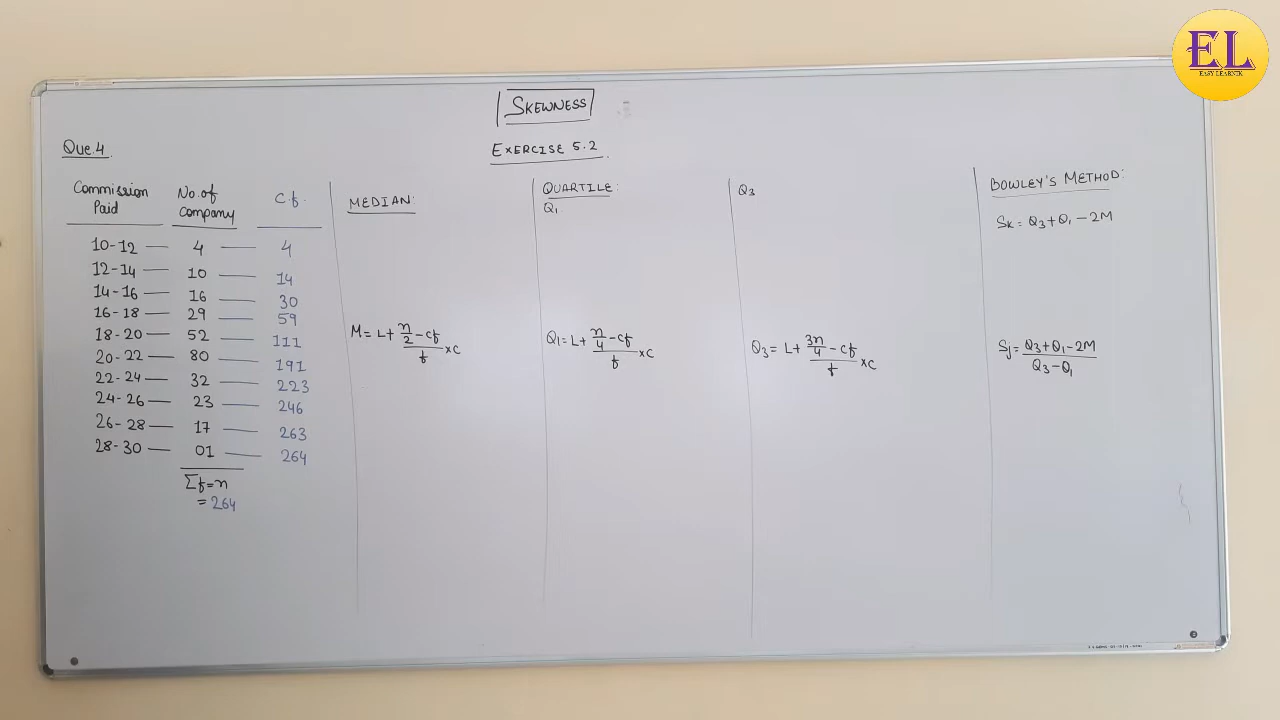 EL
EASY LEARNIK
SKEWNESS
EXERCISE 5.2
Que.4
Commission Paid No. of company Cf.
10-12 — 4 — 4
12-14 — 10 — 14
14-16 — 16 — 30
16-18 — 29 — 59
18-20 — 52 — 111
20-22 — 80 — 191
22-24 — 32 — 223
24-26 — 23 — 246
26-28 — 17 — 263
28-30 — 01 — 264
Σf=n
= 264
MEDIAN:
M = L + (n/2 - cf)/f × C
QUARTILE:
Q1.
Q1 = L + (n/4 - cf)/f × C
Q3
Q3 = L + (3n/4 - cf)/f × C
BOWLEY'S METHOD:
Sk = Q3 + Q1 - 2M
Sj = (Q3 + Q1 - 2M)/(Q3 - Q1)